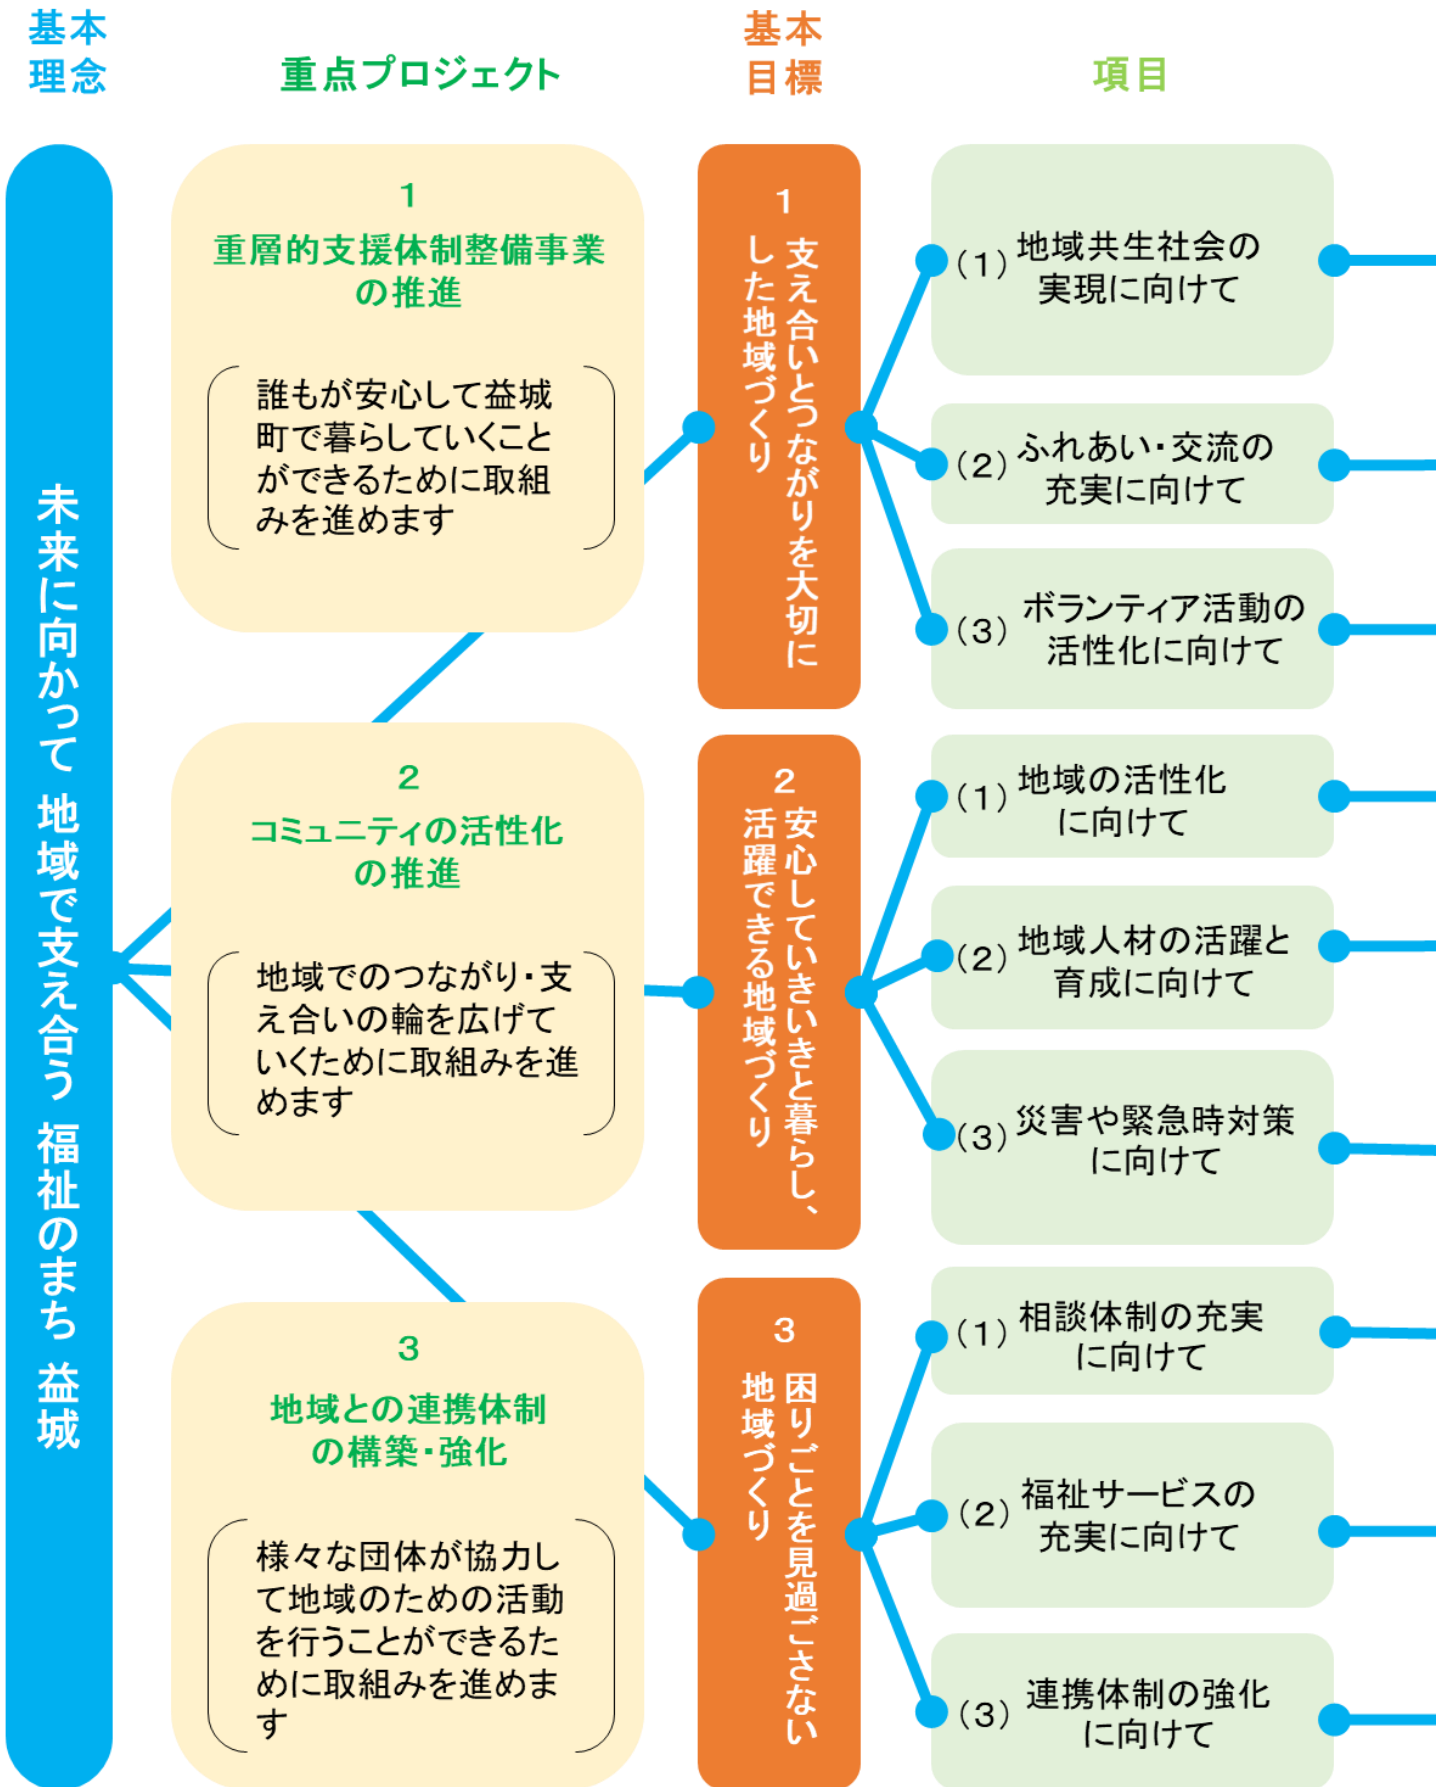 基本
理念
重点プロジェクト
基本
目標
項目
未来に向かって 地域で支え合う 福祉のまち 益城
1
重層的支援体制整備事業
の推進
誰もが安心して益城
町で暮らしていくこと
ができるために取組
みを進めます
2
コミュニティの活性化
の推進
地域でのつながり・支
え合いの輪を広げて
いくために取組みを進
めます
3
地域との連携体制
の構築・強化
様々な団体が協力し
て地域のための活動
を行うことができるた
めに取組みを進めま
す
1
支え合いとつながりを大切に
した地域づくり
(1) 地域共生社会の
実現に向けて
(2) ふれあい・交流の
充実に向けて
(3) ボランティア活動の
活性化に向けて
2
安心していきいきと暮らし、
活躍できる地域づくり
(1) 地域の活性化
に向けて
(2) 地域人材の活躍と
育成に向けて
(3) 災害や緊急時対策
に向けて
3
困りごとを見過ごさない
地域づくり
(1) 相談体制の充実
に向けて
(2) 福祉サービスの
充実に向けて
(3) 連携体制の強化
に向けて